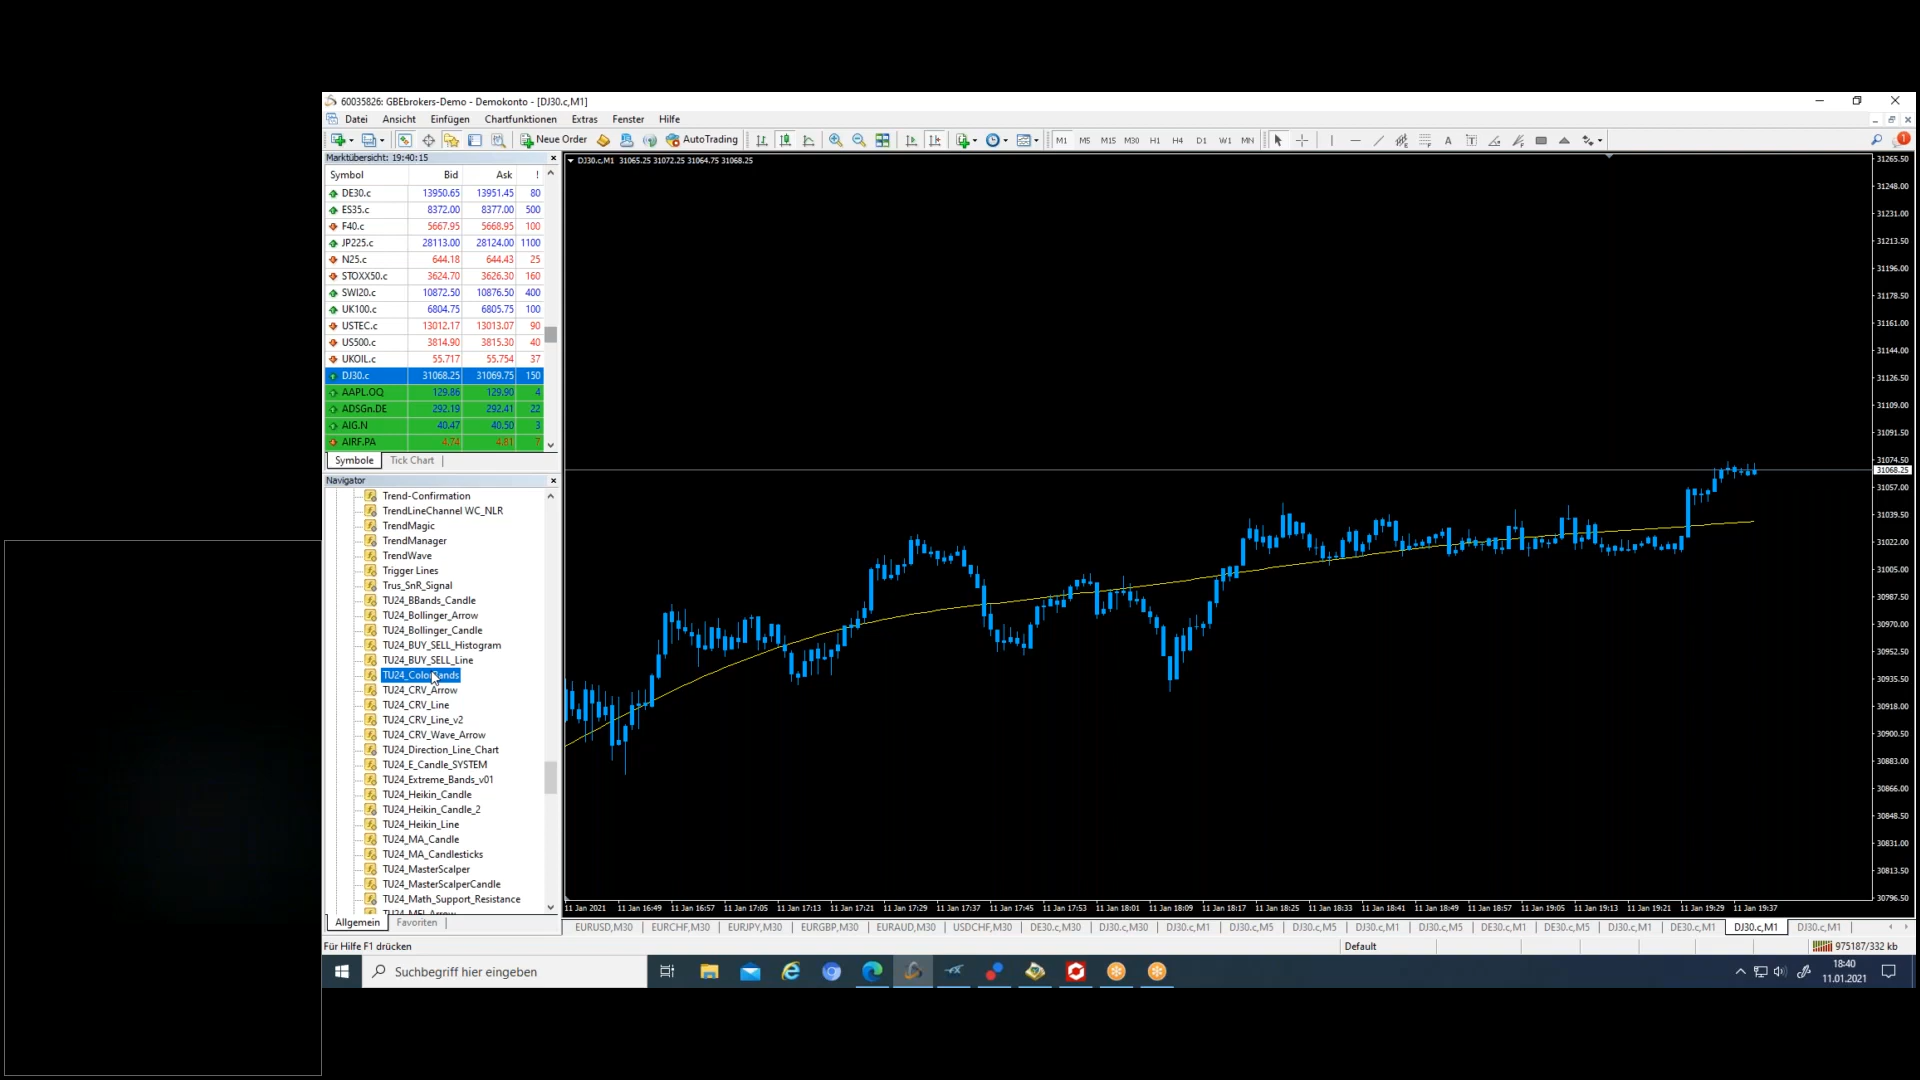 60035826: GBEbrokers-Demo - Demokonto - [DJ30.c,M1]
Datei Ansicht Einfügen Chartfunktionen Extras Fenster Hilfe
Neue Order AutoTrading M1 M5 M15 M30 H1 H4 D1 W1 MN A T 1
Marktübersicht: 19:40:15
Symbol Bid Ask !
DE30.c 13950.65 13951.45 80
ES35.c 8372.00 8377.00 500
F40.c 5667.95 5668.95 100
JP225.c 28113.00 28124.00 1100
N25.c 644.18 644.43 25
STOXX50.c 3624.70 3626.30 160
SWI20.c 10872.50 10876.50 400
UK100.c 6804.75 6805.75 100
USTEC.c 13012.17 13013.07 90
US500.c 3814.90 3815.30 40
UKOIL.c 55.717 55.754 37
DJ30.c 31068.25 31069.75 150
AAPL.OQ 129.86 129.90 4
ADSGn.DE 292.19 292.41 22
AIG.N 40.47 40.50 3
AIRF.PA 4.74 4.81 7
Symbole Tick Chart
Navigator
Trend-Confirmation
TrendLineChannel WC_NLR
TrendMagic
TrendManager
TrendWave
Trigger Lines
Trus_SnR_Signal
TU24_BBands_Candle
TU24_Bollinger_Arrow
TU24_Bollinger_Candle
TU24_BUY_SELL_Histogram
TU24_BUY_SELL_Line
TU24_ColorBands
TU24_CRV_Arrow
TU24_CRV_Line
TU24_CRV_Line_v2
TU24_CRV_Wave_Arrow
TU24_Direction_Line_Chart
TU24_E_Candle_SYSTEM
TU24_Extreme_Bands_v01
TU24_Heikin_Candle
TU24_Heikin_Candle_2
TU24_Heikin_Line
TU24_MA_Candle
TU24_MA_Candlesticks
TU24_MasterScalper
TU24_MasterScalperCandle
TU24_Math_Support_Resistance
TU24_MFI_Arrow
Allgemein Favoriten
DJ30.c,M1 31065.25 31072.25 31064.75 31068.25
31265.50
31248.00
31231.00
31213.50
31196.00
31178.50
31161.00
31144.00
31126.50
31109.00
31091.50
31074.50
31068.25
31057.00
31039.50
31022.00
31005.00
30987.50
30970.00
30952.50
30935.50
30918.00
30900.50
30883.00
30866.00
30848.50
30831.00
30813.50
30796.50
11 Jan 2021 11 Jan 16:49 11 Jan 16:57 11 Jan 17:05 11 Jan 17:13 11 Jan 17:21 11 Jan 17:29 11 Jan 17:37 11 Jan 17:45 11 Jan 17:53 11 Jan 18:01 11 Jan 18:09 11 Jan 18:17 11 Jan 18:25 11 Jan 18:33 11 Jan 18:41 11 Jan 18:49 11 Jan 18:57 11 Jan 19:05 11 Jan 19:13 11 Jan 19:21 11 Jan 19:29 11 Jan 19:37
EURUSD,M30 EURCHF,M30 EURJPY,M30 EURGBP,M30 EURAUD,M30 USDCHF,M30 DE30.c,M30 DJ30.c,M30 DJ30.c,M1 DJ30.c,M5 DJ30.c,M5 DJ30.c,M1 DJ30.c,M5 DE30.c,M1 DE30.c,M5 DJ30.c,M1 DE30.c,M1 DJ30.c,M1 DJ30.c,M1
Für Hilfe F1 drücken Default 975187/332 kb
Suchbegriff hier eingeben
18:40
11.01.2021